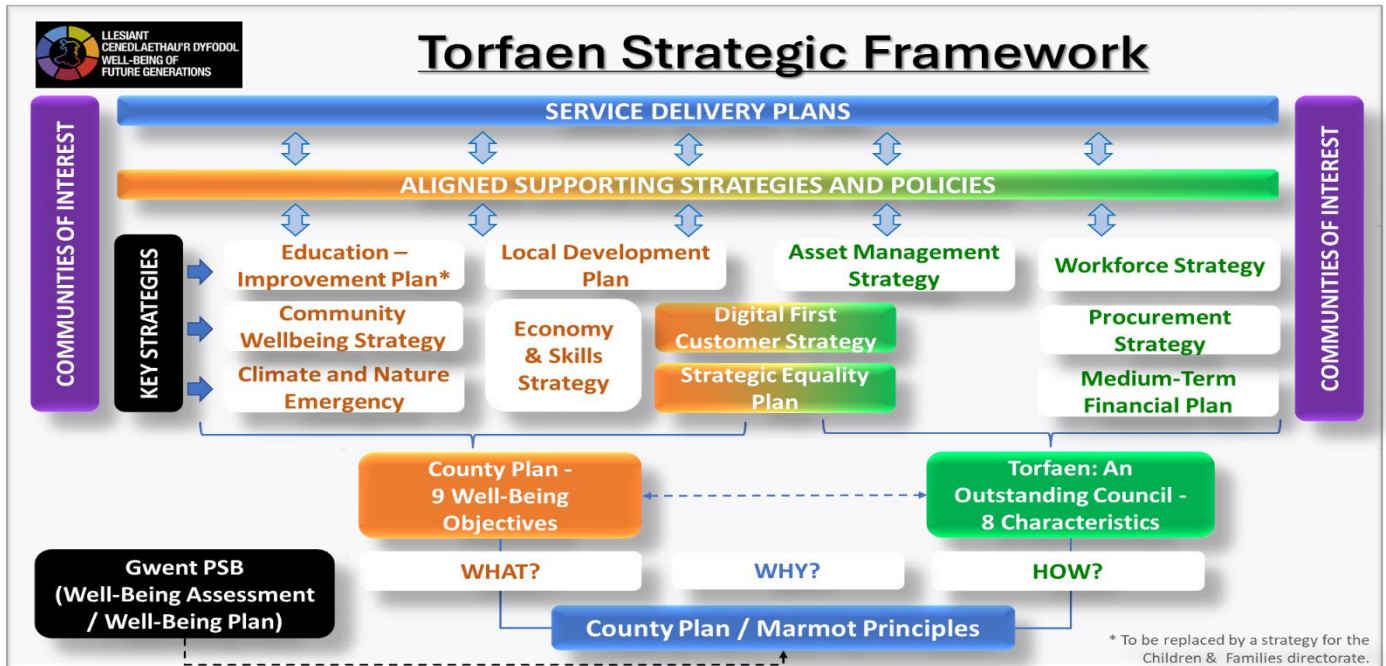 LLESIANT
CENEDLAETHAU'R DYFODOL
WELL-BEING OF
FUTURE GENERATIONS
Torfaen Strategic Framework
COMMUNITIES OF INTEREST
SERVICE DELIVERY PLANS
COMMUNITIES OF INTEREST
ALIGNED SUPPORTING STRATEGIES AND POLICIES
KEY STRATEGIES
Education –
Improvement Plan*
Community
Wellbeing Strategy
Climate and Nature
Emergency
Local Development
Plan
Economy
& Skills
Strategy
Asset Management
Strategy
Digital First
Customer Strategy
Strategic Equality
Plan
Workforce Strategy
Procurement
Strategy
Medium-Term
Financial Plan
County Plan -
9 Well-Being
Objectives
Torfaen: An
Outstanding Council -
8 Characteristics
Gwent PSB
(Well-Being Assessment
/ Well-Being Plan)
WHAT?
WHY?
HOW?
County Plan / Marmot Principles
* To be replaced by a strategy for the
Children & Families directorate.